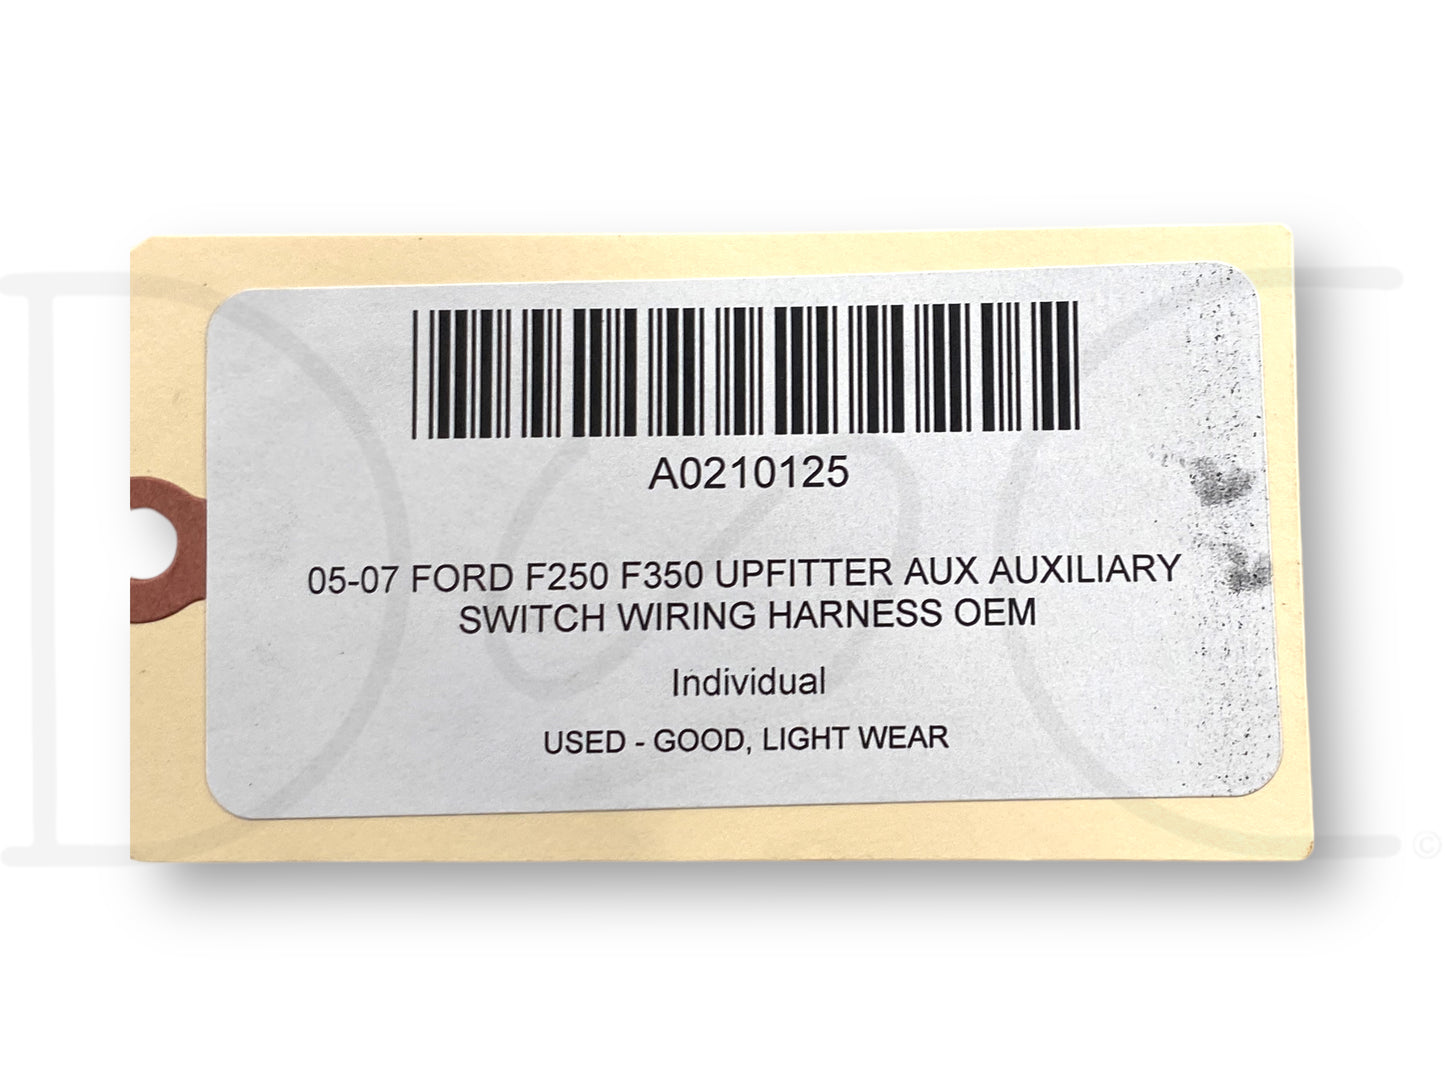 A0210125
05-07 FORD F250 F350 UPFITTER AUX AUXILIARY
SWITCH WIRING HARNESS OEM
Individual
USED - GOOD, LIGHT WEAR
©